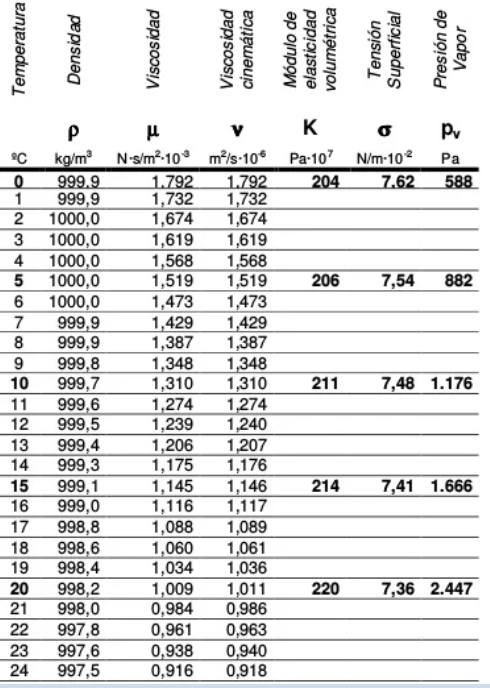 Temperatura Densidad Viscosidad Viscosidad cinemática Módulo de elasticidad volumétrica Tensión Superficial Presión de Vapor
ρ μ ν K σ pv
ºC kg/m³ N·s/m²·10⁻³ m²/s·10⁻⁶ Pa·10⁷ N/m·10⁻² Pa
0 999.9 1.792 1.792 204 7.62 588
1 999,9 1,732 1,732
2 1000,0 1,674 1,674
3 1000,0 1,619 1,619
4 1000,0 1,568 1,568
5 1000,0 1,519 1,519 206 7,54 882
6 1000,0 1,473 1,473
7 999,9 1,429 1,429
8 999,9 1,387 1,387
9 999,8 1,348 1,348
10 999,7 1,310 1,310 211 7,48 1.176
11 999,6 1,274 1,274
12 999,5 1,239 1,240
13 999,4 1,206 1,207
14 999,3 1,175 1,176
15 999,1 1,145 1,146 214 7,41 1.666
16 999,0 1,116 1,117
17 998,8 1,088 1,089
18 998,6 1,060 1,061
19 998,4 1,034 1,036
20 998,2 1,009 1,011 220 7,36 2.447
21 998,0 0,984 0,986
22 997,8 0,961 0,963
23 997,6 0,938 0,940
24 997,5 0,916 0,918